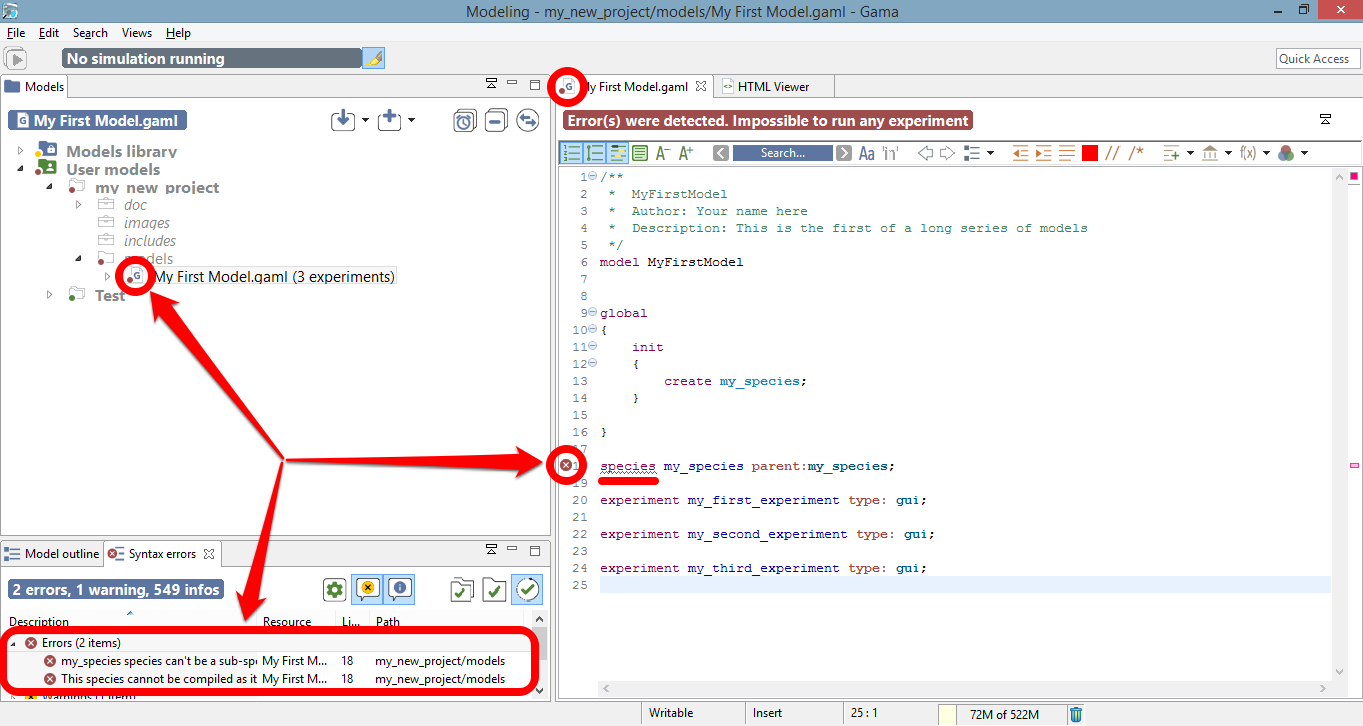 Modeling - my_new_project/models/My First Model.gaml - Gama
File Edit Search Views Help
No simulation running
Quick Access
Models
My First Model.gaml
Models library
User models
my_new_project
doc
images
includes
models
My First Model.gaml (3 experiments)
Test
Model outline Syntax errors
2 errors, 1 warning, 549 infos
Description Resource Li... Path
Errors (2 items)
my_species species can't be a sub-spe My First M... 18 my_new_project/models
This species cannot be compiled as it My First M... 18 my_new_project/models
Warnings (1 item)
My First Model.gaml HTML Viewer
Error(s) were detected. Impossible to run any experiment
A⁻ A⁺ Search... Aa 'in' // /* f(x)
1 /**
2 * MyFirstModel
3 * Author: Your name here
4 * Description: This is the first of a long series of models
5 */
6 model MyFirstModel
7
8
9 global
10 {
11 init
12 {
13 create my_species;
14 }
15
16 }
17
species my_species parent:my_species;
19
20 experiment my_first_experiment type: gui;
21
22 experiment my_second_experiment type: gui;
23
24 experiment my_third_experiment type: gui;
25
Writable Insert 25 : 1 72M of 522M